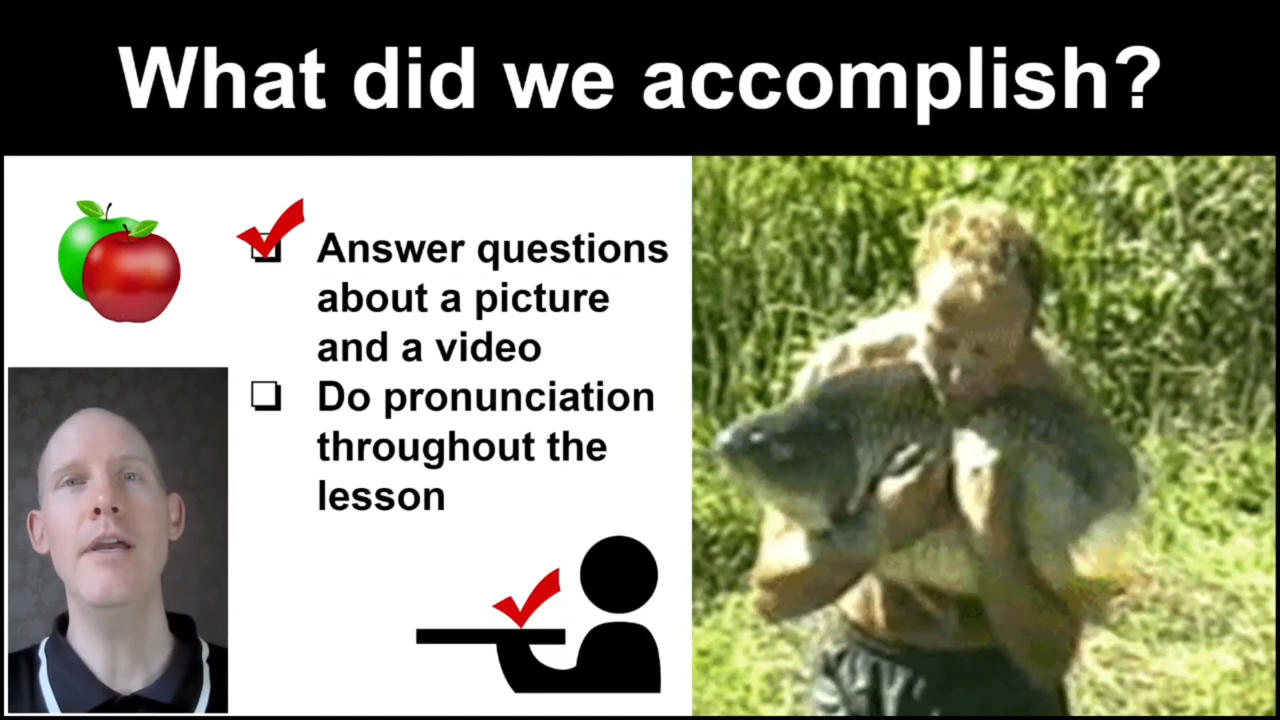 What did we accomplish?
Answer questions
about a picture
and a video
Do pronunciation
throughout the
lesson